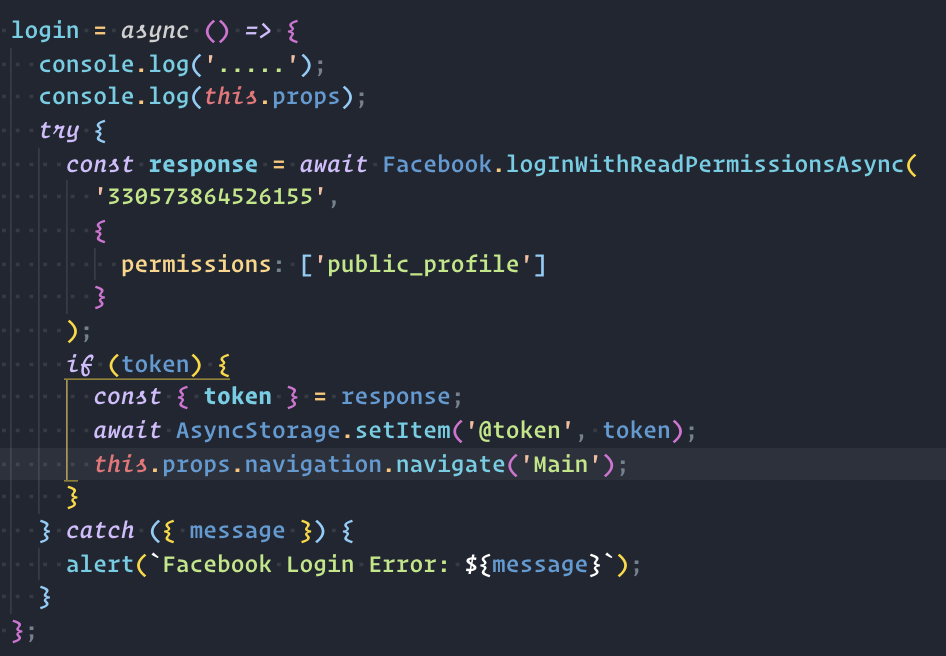 login = async () => {
  console.log('.....');
  console.log(this.props);
  try {
    const response = await Facebook.logInWithReadPermissionsAsync(
      '330573864526155',
      {
        permissions: ['public_profile']
      }
    );
    if (token) {
      const { token } = response;
      await AsyncStorage.setItem('@token', token);
      this.props.navigation.navigate('Main');
    }
  } catch ({ message }) {
    alert(`Facebook Login Error: ${message}`);
  }
};